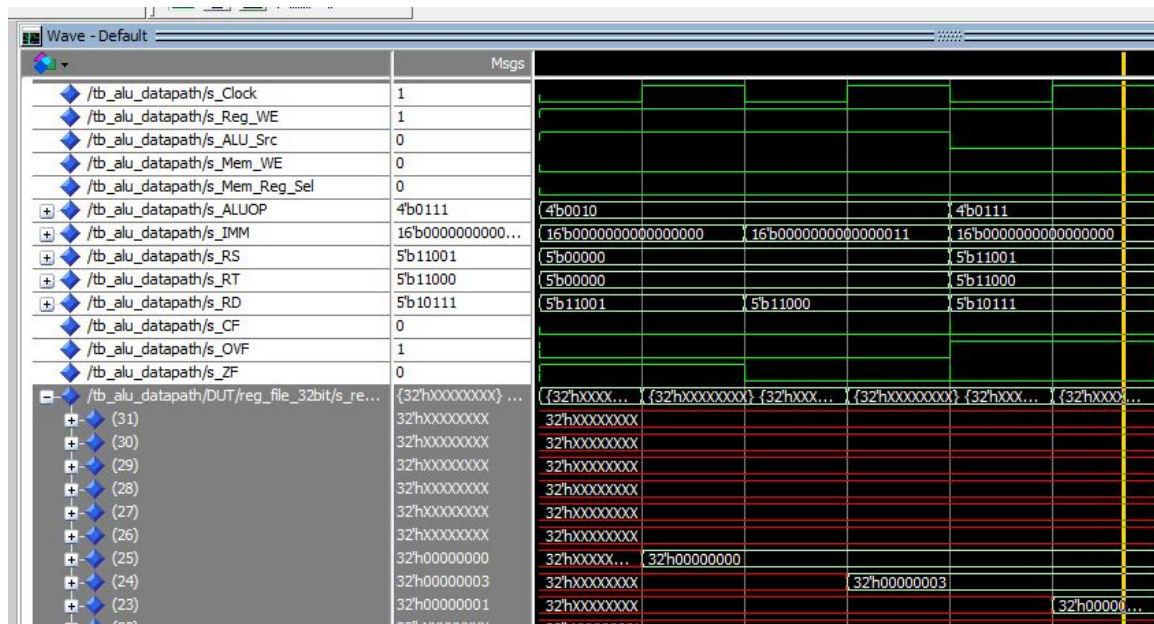 Wave - Default
Msgs
/tb_alu_datapath/s_Clock 1
/tb_alu_datapath/s_Reg_WE 1
/tb_alu_datapath/s_ALU_Src 0
/tb_alu_datapath/s_Mem_WE 0
/tb_alu_datapath/s_Mem_Reg_Sel 0
/tb_alu_datapath/s_ALUOP 4'b0111 4'b0010 4'b0111
/tb_alu_datapath/s_IMM 16'b0000000000... 16'b0000000000000000 16'b0000000000000011 16'b0000000000000000
/tb_alu_datapath/s_RS 5'b11001 5'b00000 5'b11001
/tb_alu_datapath/s_RT 5'b11000 5'b00000 5'b11000
/tb_alu_datapath/s_RD 5'b10111 5'b11001 5'b11000 5'b10111
/tb_alu_datapath/s_CF 0
/tb_alu_datapath/s_OVF 1
/tb_alu_datapath/s_ZF 0
/tb_alu_datapath/DUT/reg_file_32bit/s_re... {32'hXXXXXXXX} ... {32'hXXXX... {32'hXXXXXXXX} {32'hXXX... {32'hXXXXXXXX} {32'hXXX... {32'hXXXX...
(31) 32'hXXXXXXXX 32'hXXXXXXXX
(30) 32'hXXXXXXXX 32'hXXXXXXXX
(29) 32'hXXXXXXXX 32'hXXXXXXXX
(28) 32'hXXXXXXXX 32'hXXXXXXXX
(27) 32'hXXXXXXXX 32'hXXXXXXXX
(26) 32'hXXXXXXXX 32'hXXXXXXXX
(25) 32'h00000000 32'hXXXXX... 32'h00000000
(24) 32'h00000003 32'hXXXXXXXX 32'h00000003
(23) 32'h00000001 32'hXXXXXXXX 32'h00000...